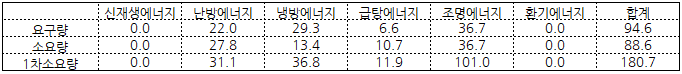 신재생에너지 난방에너지 냉방에너지 급탕에너지 조명에너지 환기에너지 합계
요구량 0.0 22.0 29.3 6.6 36.7 0.0 94.6
소요량 0.0 27.8 13.4 10.7 36.7 0.0 88.6
1차소요량 0.0 31.1 36.8 11.9 101.0 0.0 180.7